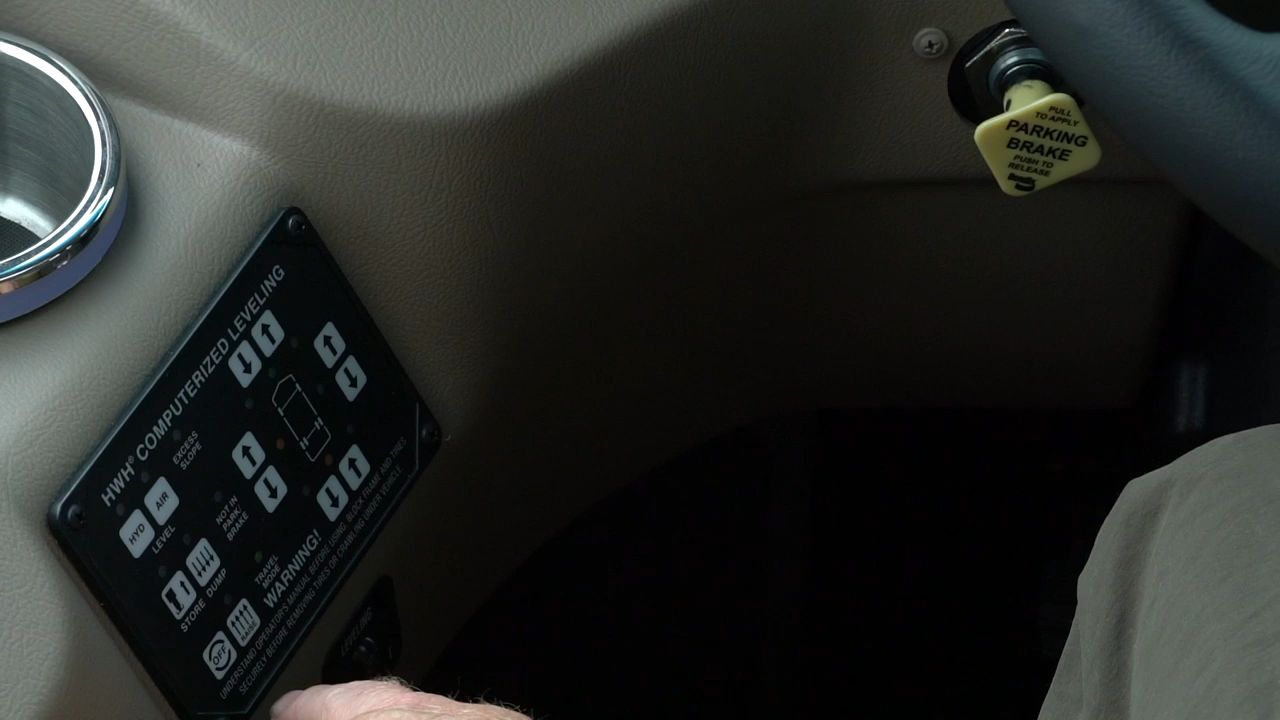 PULL
TO APPLY
PARKING
BRAKE
PUSH TO
RELEASE
HWH® COMPUTERIZED LEVELING
EXCESS
SLOPE
HYD
AIR
LEVEL
NOT IN
PARK/
BRAKE
STORE
DUMP
TRAVEL
MODE
OFF
RAISE
WARNING!
UNDERSTAND OPERATOR'S MANUAL BEFORE USING. BLOCK FRAME AND TIRES
SECURELY BEFORE REMOVING TIRES OR CRAWLING UNDER VEHICLE.
LEVELING